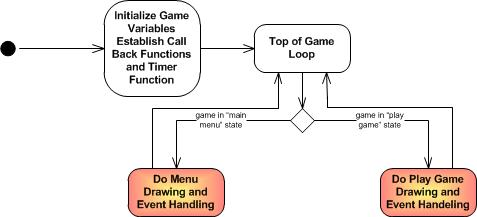 Initialize Game
Variables
Establish Call
Back Functions
and Timer
Function
Top of Game
Loop
game in "main
menu" state
game in "play
game" state
Do Menu
Drawing and
Event Handling
Do Play Game
Drawing and
Event Handeling